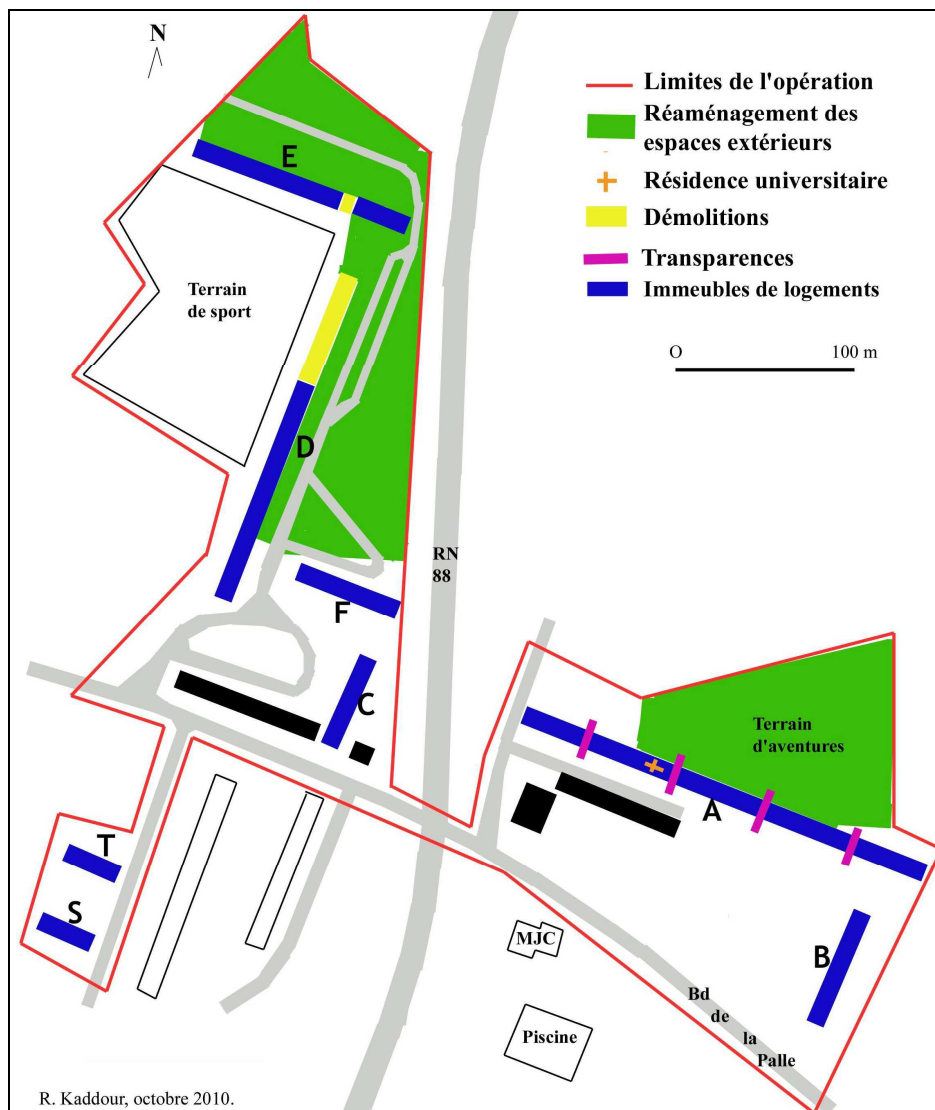 N
Limites de l'opération
Réaménagement des
espaces extérieurs
Résidence universitaire
Démolitions
Transparences
Immeubles de logements
O 100 m
E
Terrain
de sport
D
RN
88
F
C
Terrain
d'aventures
A
T
S
B
MJC
Bd
de
la
Palle
Piscine
R. Kaddour, octobre 2010.